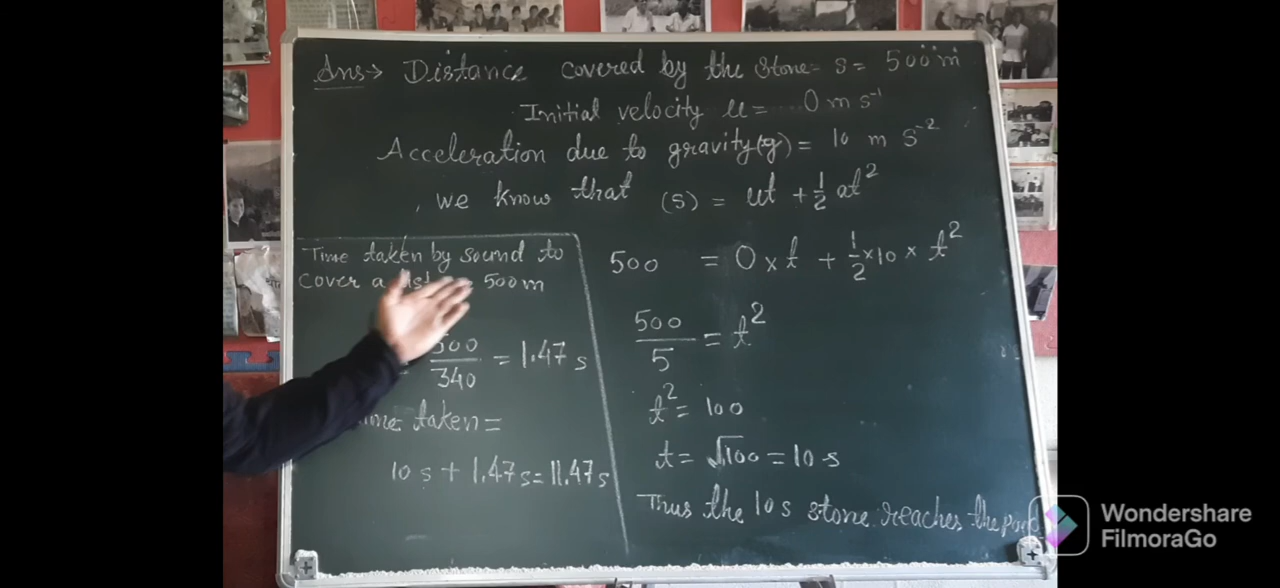 Ans→ Distance covered by the stone = s = 500 m
Initial velocity u = 0 m s⁻¹
Acceleration due to gravity(g) = 10 m s⁻²
we know that (s) = ut + 1/2 at²
500 = 0 x t + 1/2 x 10 x t²
500/5 = t²
t² = 100
t = √100 = 10 s
Thus the 10 s stone reaches the
Time taken by sound to
cover a 500m
500/340 = 1.47 s
taken =
10 s + 1.47 s = 11.47 s
Wondershare
FilmoraGo